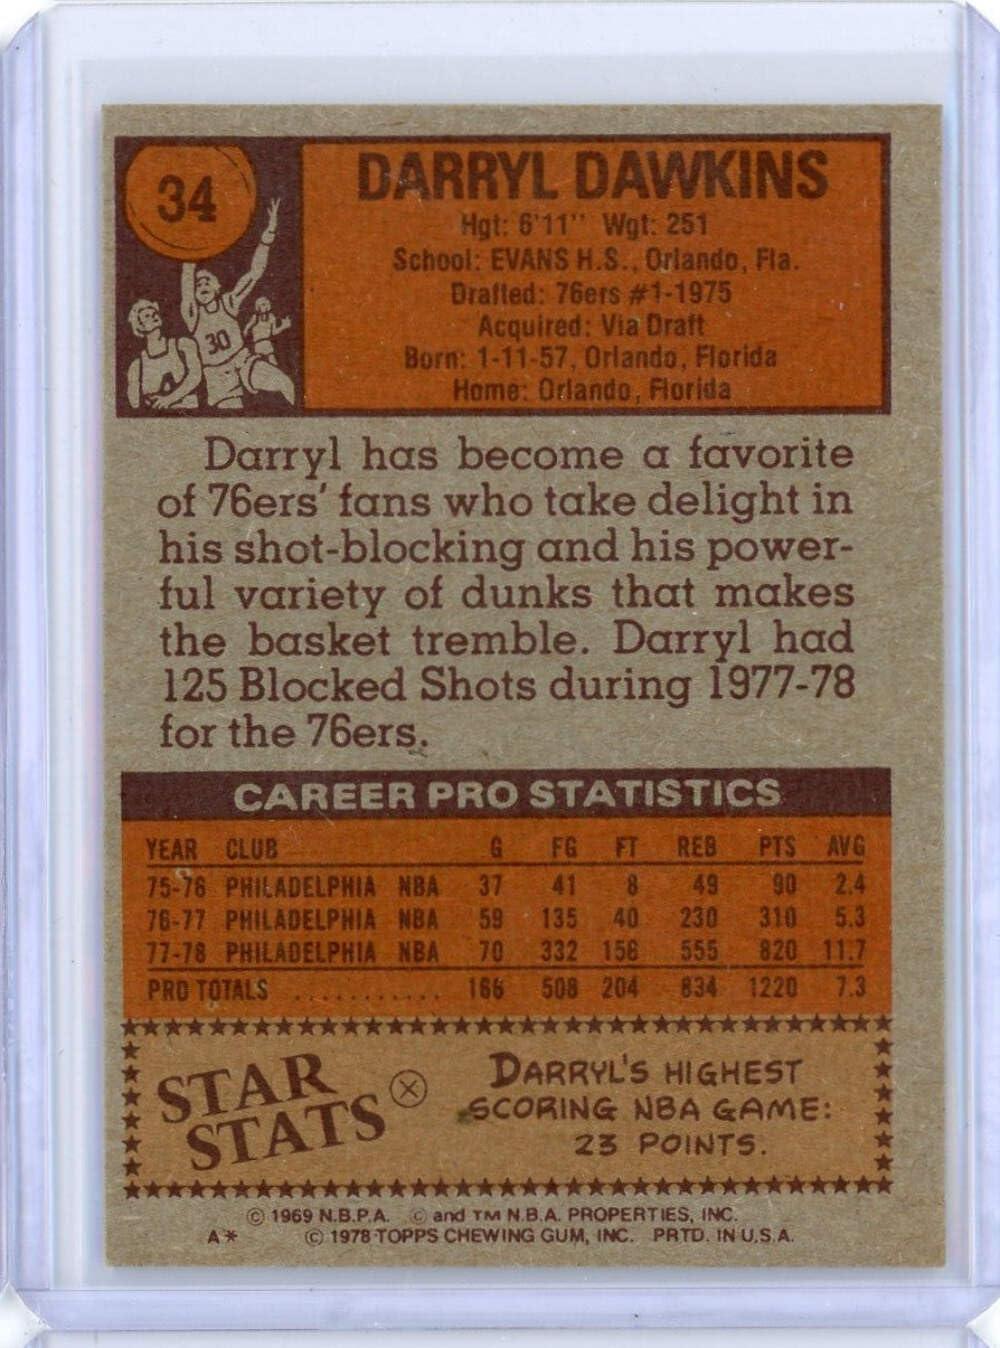 34
DARRYL DAWKINS
Hgt: 6'11" Wgt: 251
School: EVANS H.S., Orlando, Fla.
Drafted: 76ers #1-1975
Acquired: Via Draft
Born: 1-11-57, Orlando, Florida
Home: Orlando, Florida
30
Darryl has become a favorite
of 76ers' fans who take delight in
his shot-blocking and his power-
ful variety of dunks that makes
the basket tremble. Darryl had
125 Blocked Shots during 1977-78
for the 76ers.
CAREER PRO STATISTICS
YEAR CLUB G FG FT REB PTS AVG
75-76 PHILADELPHIA NBA 37 41 8 49 90 2.4
76-77 PHILADELPHIA NBA 59 135 40 230 310 5.3
77-78 PHILADELPHIA NBA 70 332 156 555 820 11.7
PRO TOTALS ........... 166 508 204 834 1220 7.3
STAR
STATS
DARRYL'S HIGHEST
SCORING NBA GAME:
23 POINTS.
© 1969 N.B.P.A. © and TM N.B.A. PROPERTIES, INC.
A* © 1978 TOPPS CHEWING GUM, INC. PRTD. IN U.S.A.